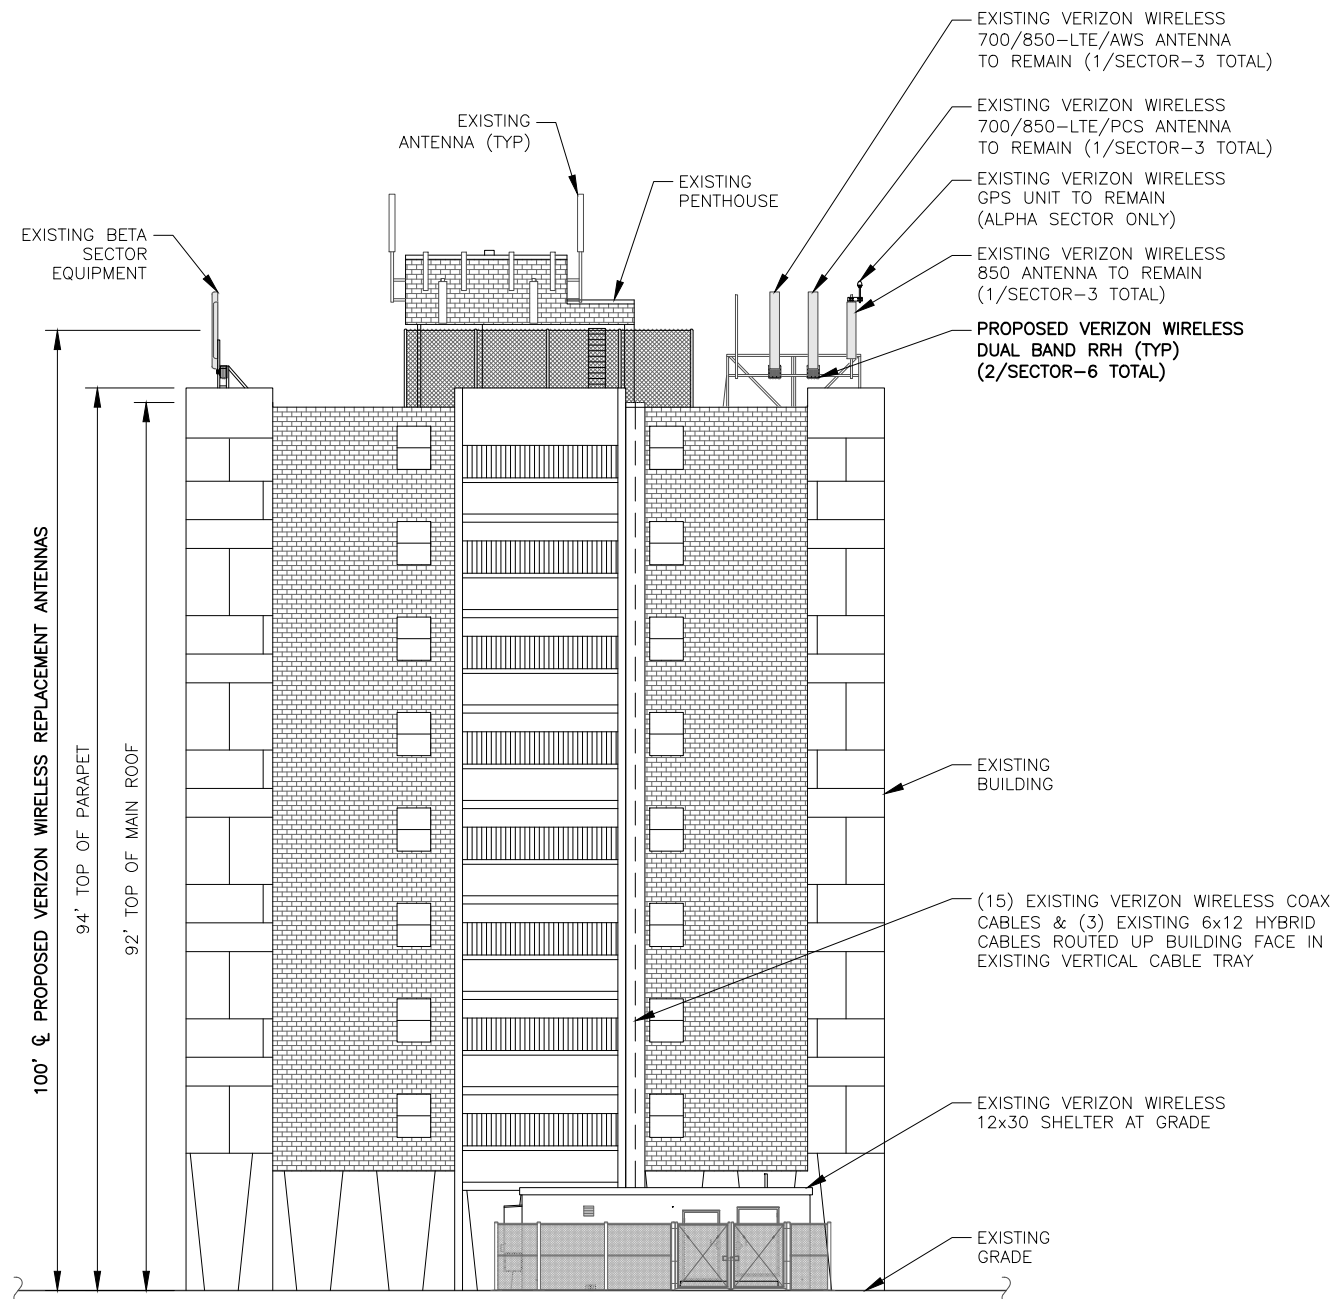 EXISTING VERIZON WIRELESS
700/850-LTE/AWS ANTENNA
TO REMAIN (1/SECTOR-3 TOTAL)
EXISTING VERIZON WIRELESS
700/850-LTE/PCS ANTENNA
TO REMAIN (1/SECTOR-3 TOTAL)
EXISTING
ANTENNA (TYP)
EXISTING
PENTHOUSE
EXISTING VERIZON WIRELESS
GPS UNIT TO REMAIN
(ALPHA SECTOR ONLY)
EXISTING BETA
SECTOR
EQUIPMENT
EXISTING VERIZON WIRELESS
850 ANTENNA TO REMAIN
(1/SECTOR-3 TOTAL)
PROPOSED VERIZON WIRELESS
DUAL BAND RRH (TYP)
(2/SECTOR-6 TOTAL)
100' ℄ PROPOSED VERIZON WIRELESS REPLACEMENT ANTENNAS
94' TOP OF PARAPET
92' TOP OF MAIN ROOF
EXISTING
BUILDING
(15) EXISTING VERIZON WIRELESS COAX
CABLES & (3) EXISTING 6x12 HYBRID
CABLES ROUTED UP BUILDING FACE IN
EXISTING VERTICAL CABLE TRAY
EXISTING VERIZON WIRELESS
12x30 SHELTER AT GRADE
EXISTING
GRADE